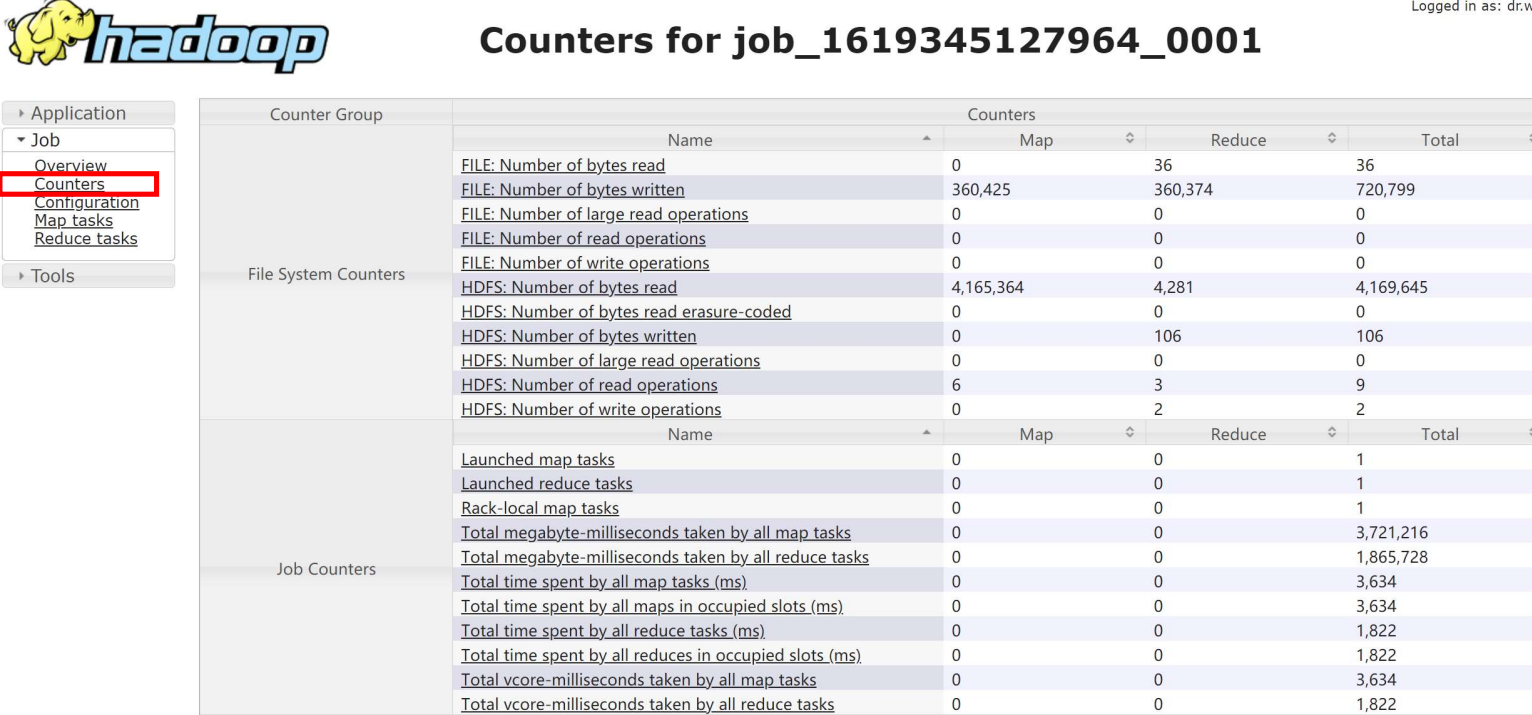 Logged in as: dr.w
hadoop
Counters for job_1619345127964_0001
Application
Job
Overview
Counters
Configuration
Map tasks
Reduce tasks
Tools
Counter Group Counters
File System Counters
Name Map Reduce Total
FILE: Number of bytes read 0 36 36
FILE: Number of bytes written 360,425 360,374 720,799
FILE: Number of large read operations 0 0 0
FILE: Number of read operations 0 0 0
FILE: Number of write operations 0 0 0
HDFS: Number of bytes read 4,165,364 4,281 4,169,645
HDFS: Number of bytes read erasure-coded 0 0 0
HDFS: Number of bytes written 0 106 106
HDFS: Number of large read operations 0 0 0
HDFS: Number of read operations 6 3 9
HDFS: Number of write operations 0 2 2
Job Counters
Name Map Reduce Total
Launched map tasks 0 0 1
Launched reduce tasks 0 0 1
Rack-local map tasks 0 0 1
Total megabyte-milliseconds taken by all map tasks 0 0 3,721,216
Total megabyte-milliseconds taken by all reduce tasks 0 0 1,865,728
Total time spent by all map tasks (ms) 0 0 3,634
Total time spent by all maps in occupied slots (ms) 0 0 3,634
Total time spent by all reduce tasks (ms) 0 0 1,822
Total time spent by all reduces in occupied slots (ms) 0 0 1,822
Total vcore-milliseconds taken by all map tasks 0 0 3,634
Total vcore-milliseconds taken by all reduce tasks 0 0 1,822